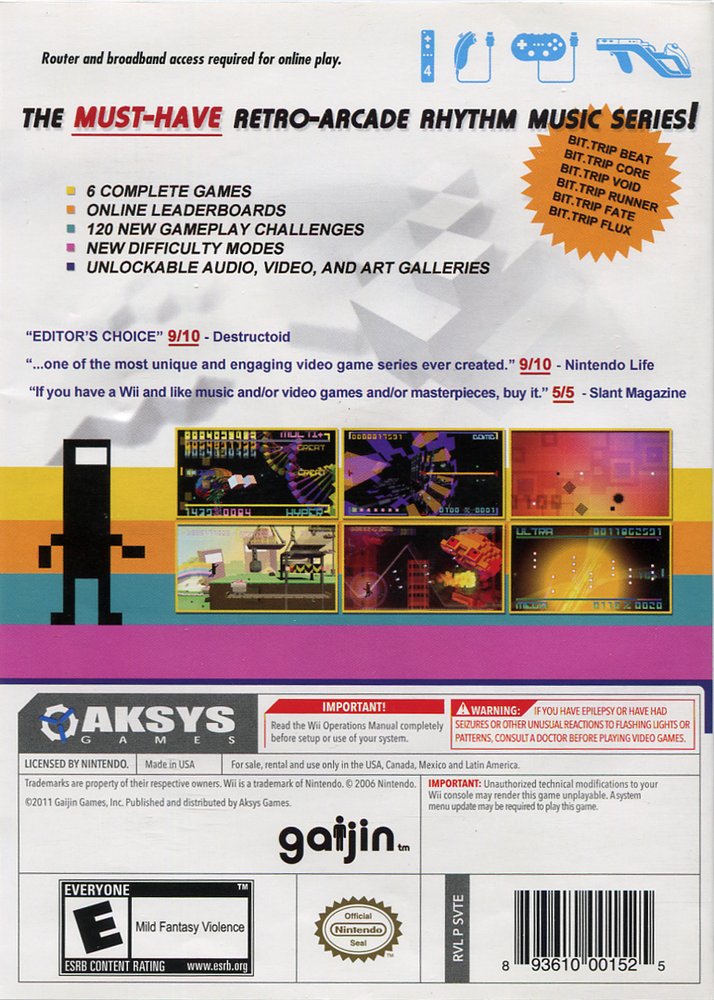 Router and broadband access required for online play.
4
THE MUST-HAVE RETRO-ARCADE RHYTHM MUSIC SERIES!
BIT.TRIP BEAT
BIT.TRIP CORE
BIT.TRIP VOID
BIT.TRIP RUNNER
BIT.TRIP FATE
BIT.TRIP FLUX
6 COMPLETE GAMES
ONLINE LEADERBOARDS
120 NEW GAMEPLAY CHALLENGES
NEW DIFFICULTY MODES
UNLOCKABLE AUDIO, VIDEO, AND ART GALLERIES
“EDITOR’S CHOICE” 9/10 - Destructoid
“...one of the most unique and engaging video game series ever created.” 9/10 - Nintendo Life
“If you have a Wii and like music and/or video games and/or masterpieces, buy it.” 5/5 - Slant Magazine
MULTI+
GREAT
GREAT
HYPER
ULTRA
MEGA
AKSYS
GAMES
IMPORTANT!
Read the Wii Operations Manual completely
before setup or use of your system.
WARNING: IF YOU HAVE EPILEPSY OR HAVE HAD
SEIZURES OR OTHER UNUSUAL REACTIONS TO FLASHING LIGHTS OR
PATTERNS, CONSULT A DOCTOR BEFORE PLAYING VIDEO GAMES.
LICENSED BY NINTENDO.
Made in USA
For sale, rental and use only in the USA, Canada, Mexico and Latin America.
Trademarks are property of their respective owners. Wii is a trademark of Nintendo. © 2006 Nintendo.
©2011 Gaijin Games, Inc. Published and distributed by Aksys Games.
IMPORTANT: Unauthorized technical modifications to your
Wii console may render this game unplayable. A system
menu update may be required to play this game.
gaijin™
EVERYONE
TM
E
Mild Fantasy Violence
ESRB CONTENT RATING www.esrb.org
Official
Nintendo
Seal
TM
RVL P SVTE
8 93610 00152 5